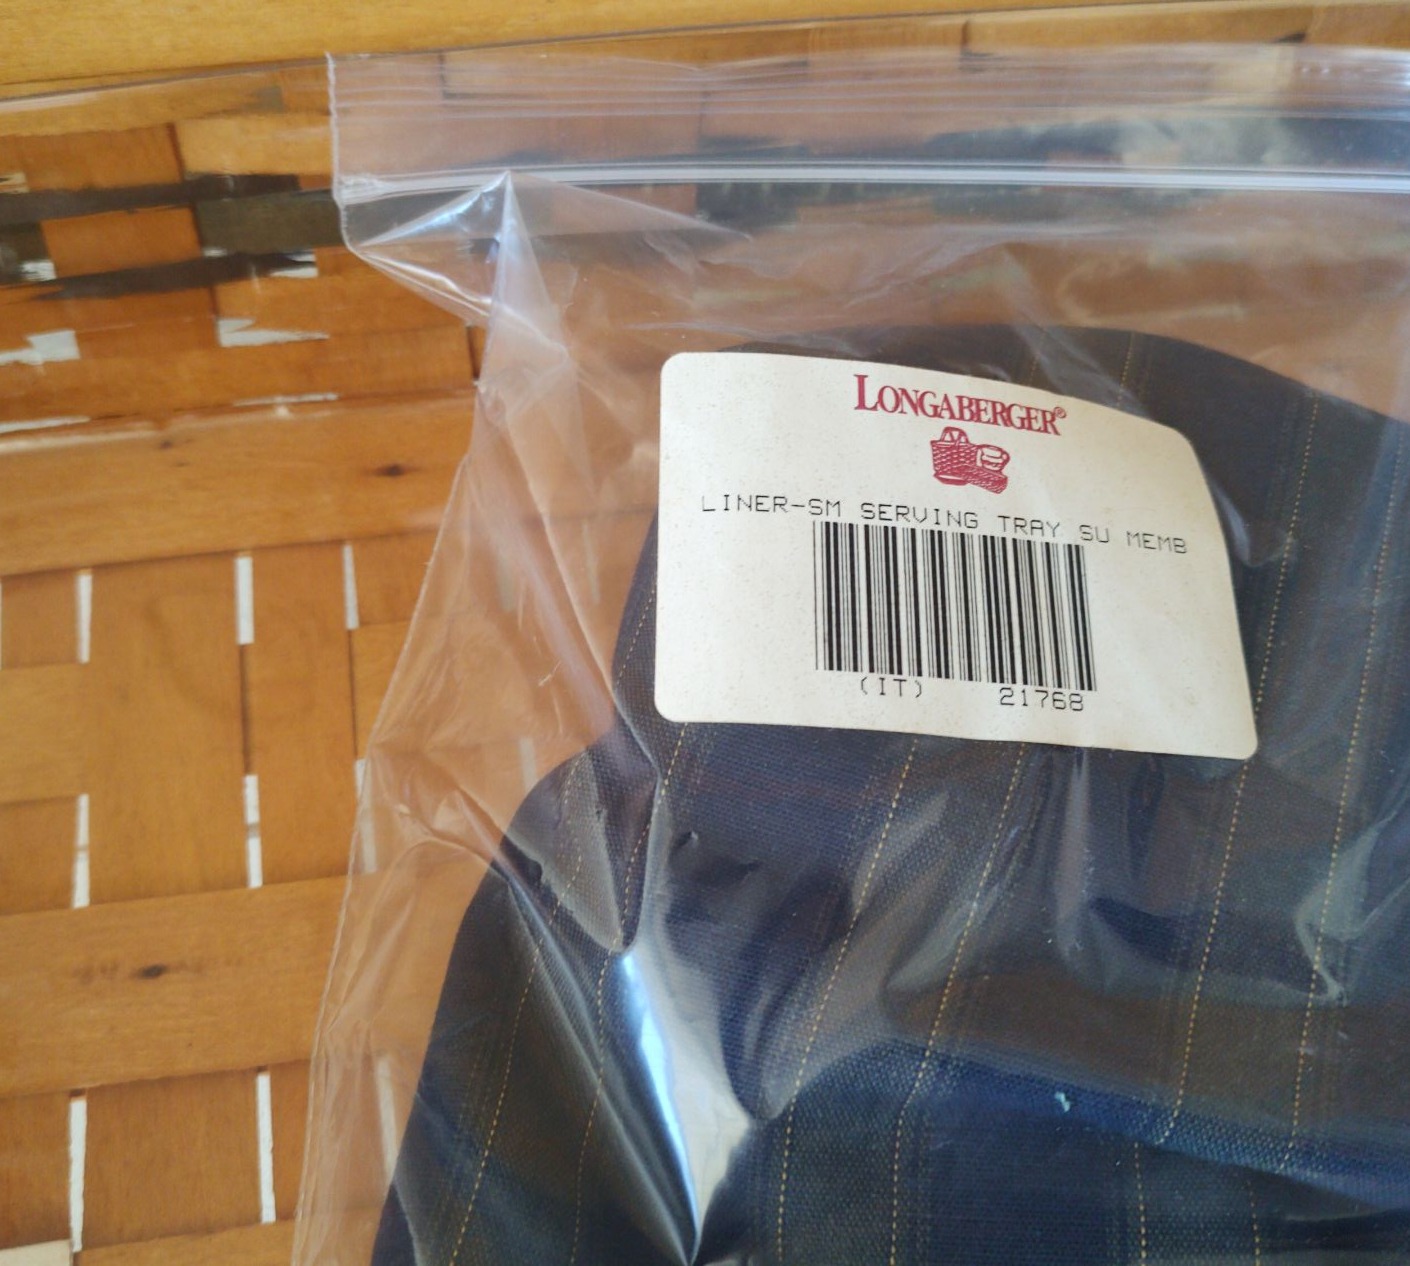 LONGABERGER®
LINER-SM SERVING TRAY SU MEMB
(IT) 21768